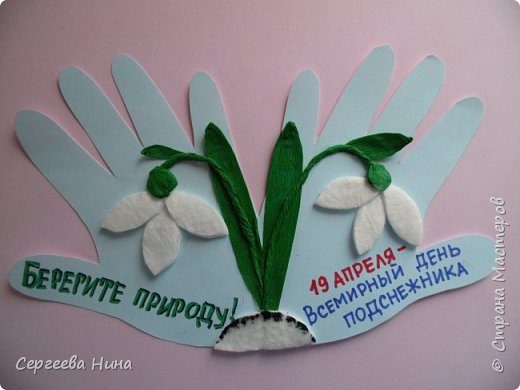 БЕРЕГИТЕ ПРИРОДУ!
19 АПРЕЛЯ -
ВСЕМИРНЫЙ ДЕНЬ
ПОДСНЕЖНИКА
Сергеева Нина
© Страна Мастеров